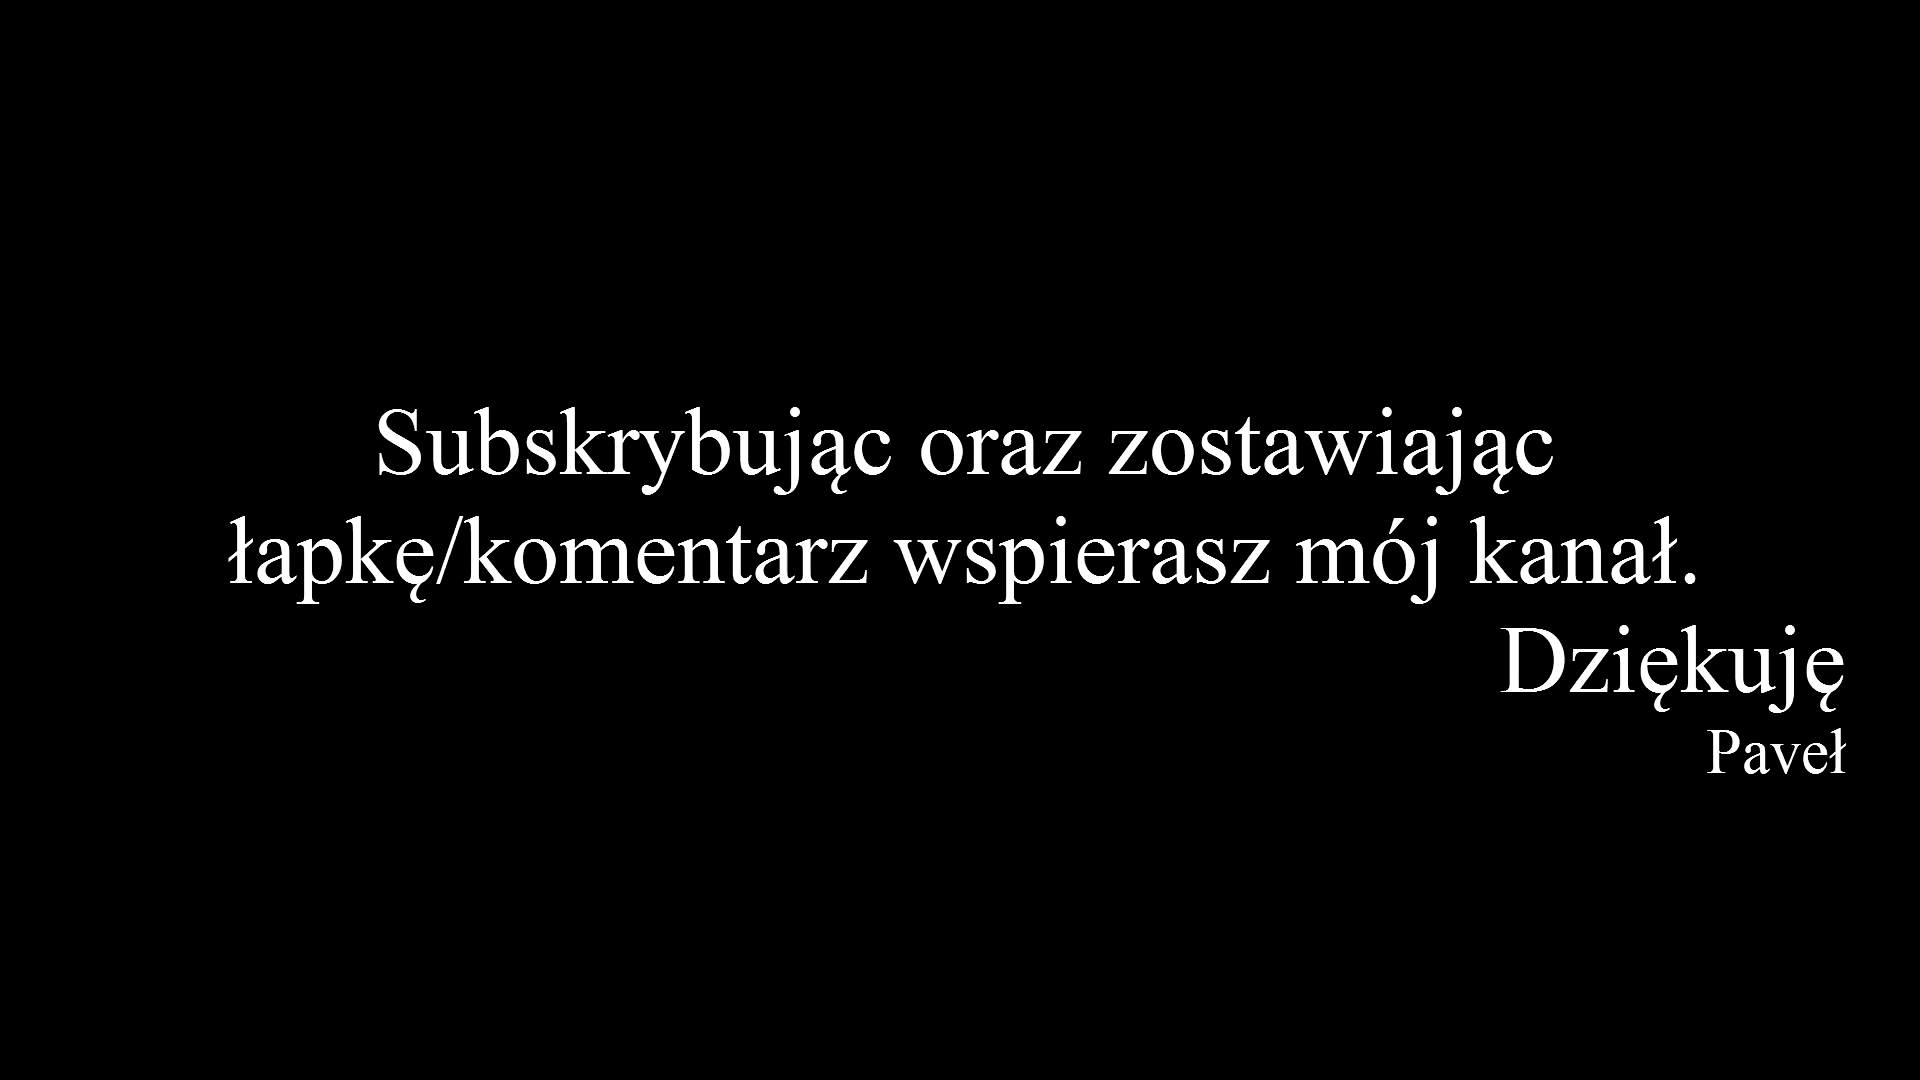 Subskrybując oraz zostawiając
łapkę/komentarz wspierasz mój kanał.
Dziękuję
Paveł